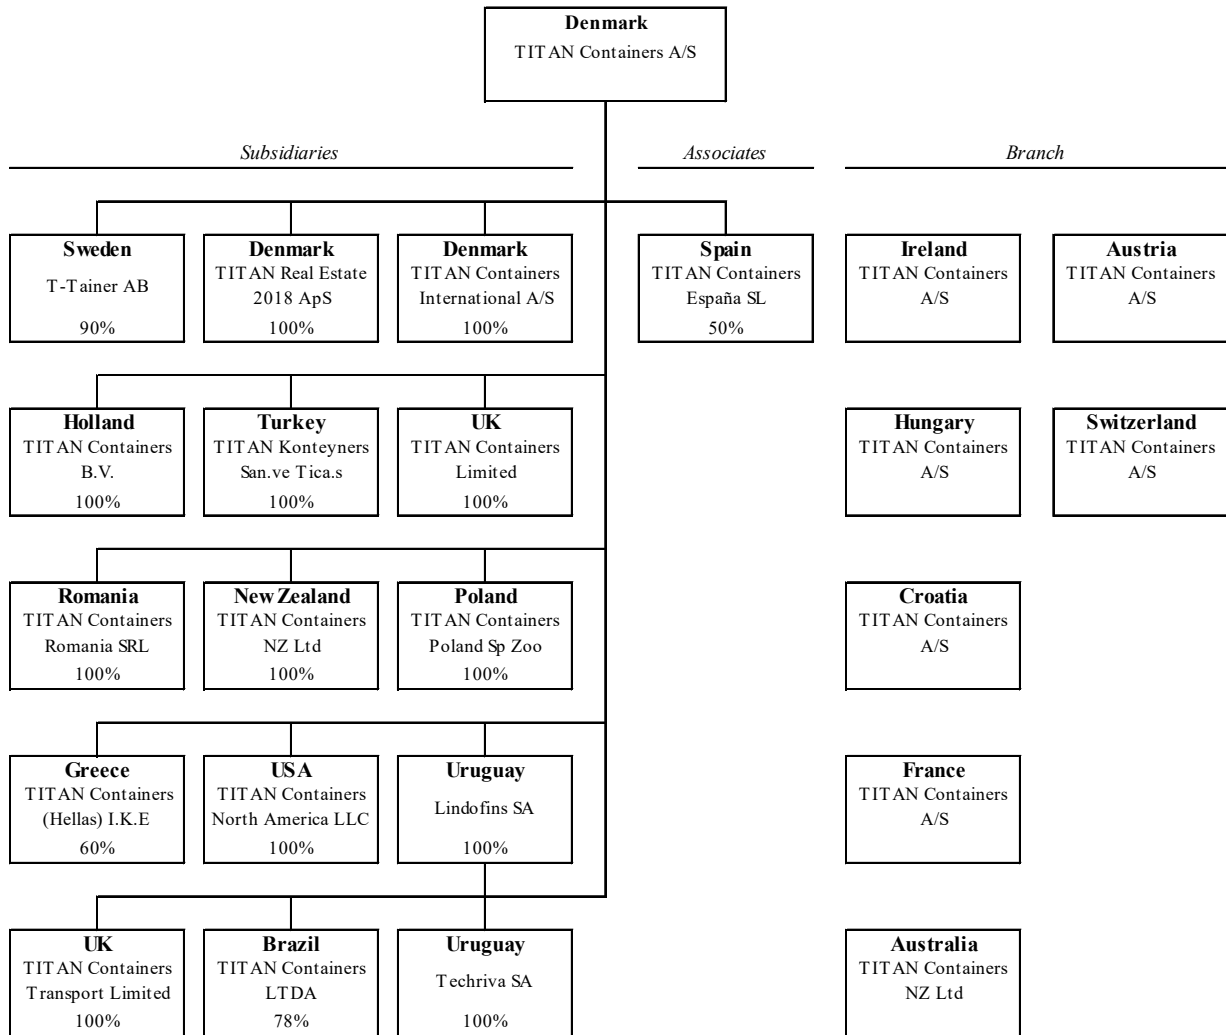 Denmark
TITAN Containers A/S
Subsidiaries
Associates
Branch
Sweden
T-Tainer AB
90%
Denmark
TITAN Real Estate
2018 ApS
100%
Denmark
TITAN Containers
International A/S
100%
Spain
TITAN Containers
España SL
50%
Ireland
TITAN Containers
A/S
Austria
TITAN Containers
A/S
Holland
TITAN Containers
B.V.
100%
Turkey
TITAN Konteyners
San.ve Tica.s
100%
UK
TITAN Containers
Limited
100%
Hungary
TITAN Containers
A/S
Switzerland
TITAN Containers
A/S
Romania
TITAN Containers
Romania SRL
100%
New Zealand
TITAN Containers
NZ Ltd
100%
Poland
TITAN Containers
Poland Sp Zoo
100%
Croatia
TITAN Containers
A/S
Greece
TITAN Containers
(Hellas) I.K.E
60%
USA
TITAN Containers
North America LLC
100%
Uruguay
Lindofins SA
100%
France
TITAN Containers
A/S
UK
TITAN Containers
Transport Limited
100%
Brazil
TITAN Containers
LTDA
78%
Uruguay
Techriva SA
100%
Australia
TITAN Containers
NZ Ltd